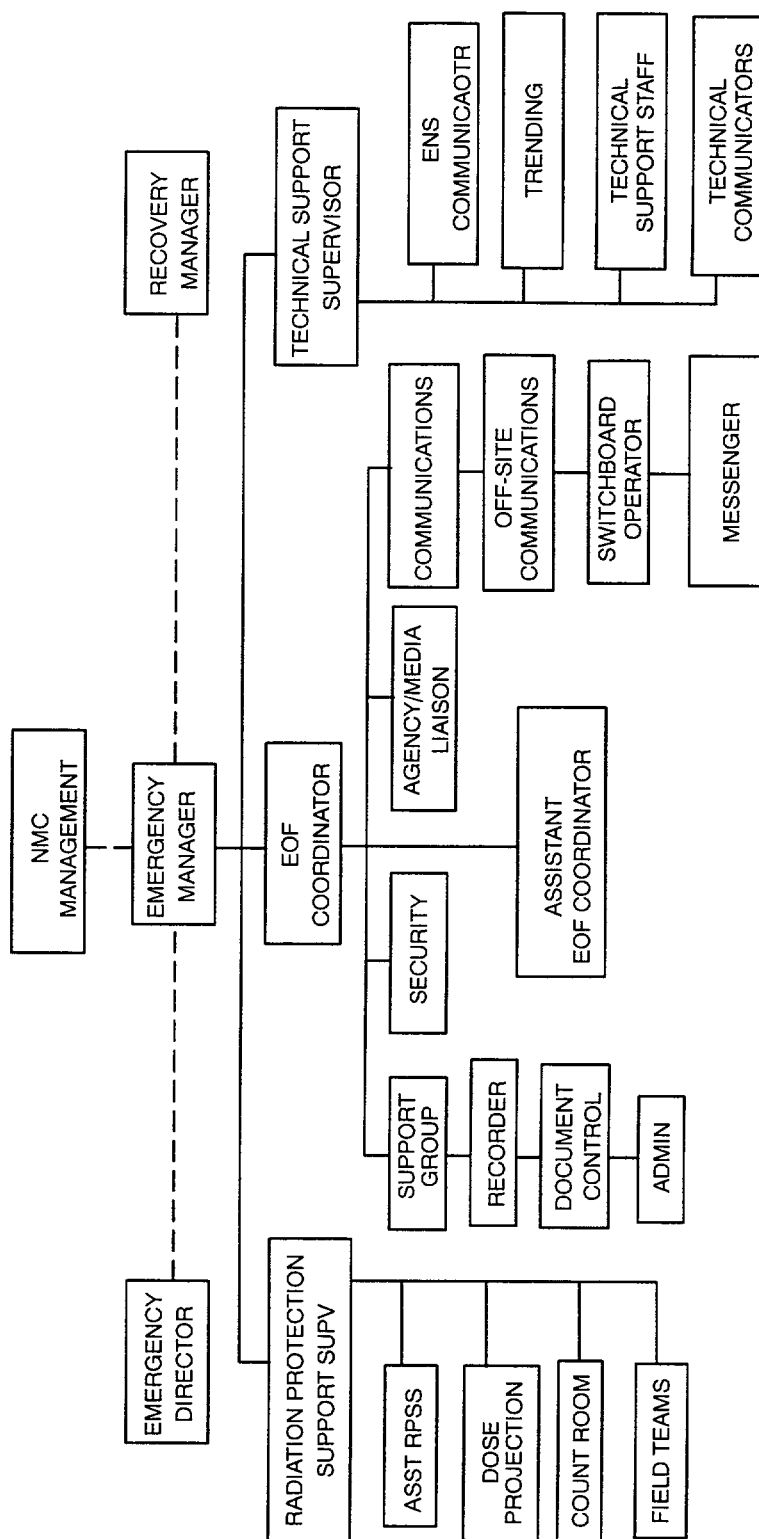 NMC
MANAGEMENT
EMERGENCY
DIRECTOR
EMERGENCY
MANAGER
RECOVERY
MANAGER
RADIATION PROTECTION
SUPPORT SUPV
EOF
COORDINATOR
TECHNICAL SUPPORT
SUPERVISOR
ASST RPSS
DOSE
PROJECTION
COUNT ROOM
FIELD TEAMS
SUPPORT
GROUP
RECORDER
DOCUMENT
CONTROL
ADMIN
SECURITY
AGENCY/MEDIA
LIAISON
ASSISTANT
EOF COORDINATOR
COMMUNICATIONS
OFF-SITE
COMMUNICATIONS
SWITCHBOARD
OPERATOR
MESSENGER
ENS
COMMUNICAOTR
TRENDING
TECHNICAL
SUPPORT STAFF
TECHNICAL
COMMUNICATORS